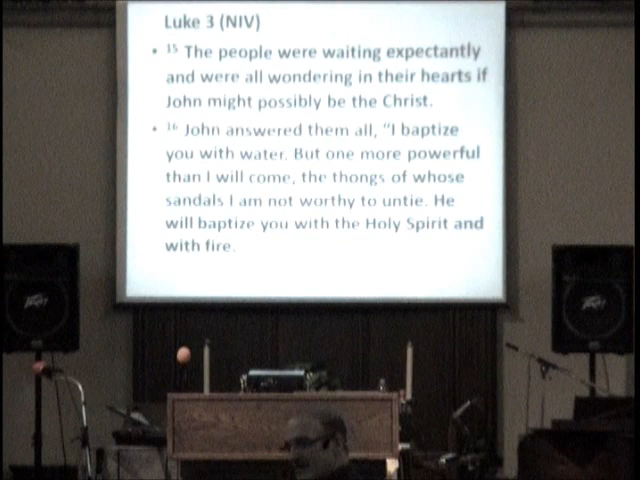 Luke 3 (NIV)
• 15 The people were waiting expectantly
and were all wondering in their hearts if
John might possibly be the Christ.
• 16 John answered them all, "I baptize
you with water. But one more powerful
than I will come, the thongs of whose
sandals I am not worthy to untie. He
will baptize you with the Holy Spirit and
with fire.
PEAVEY
PEAVEY